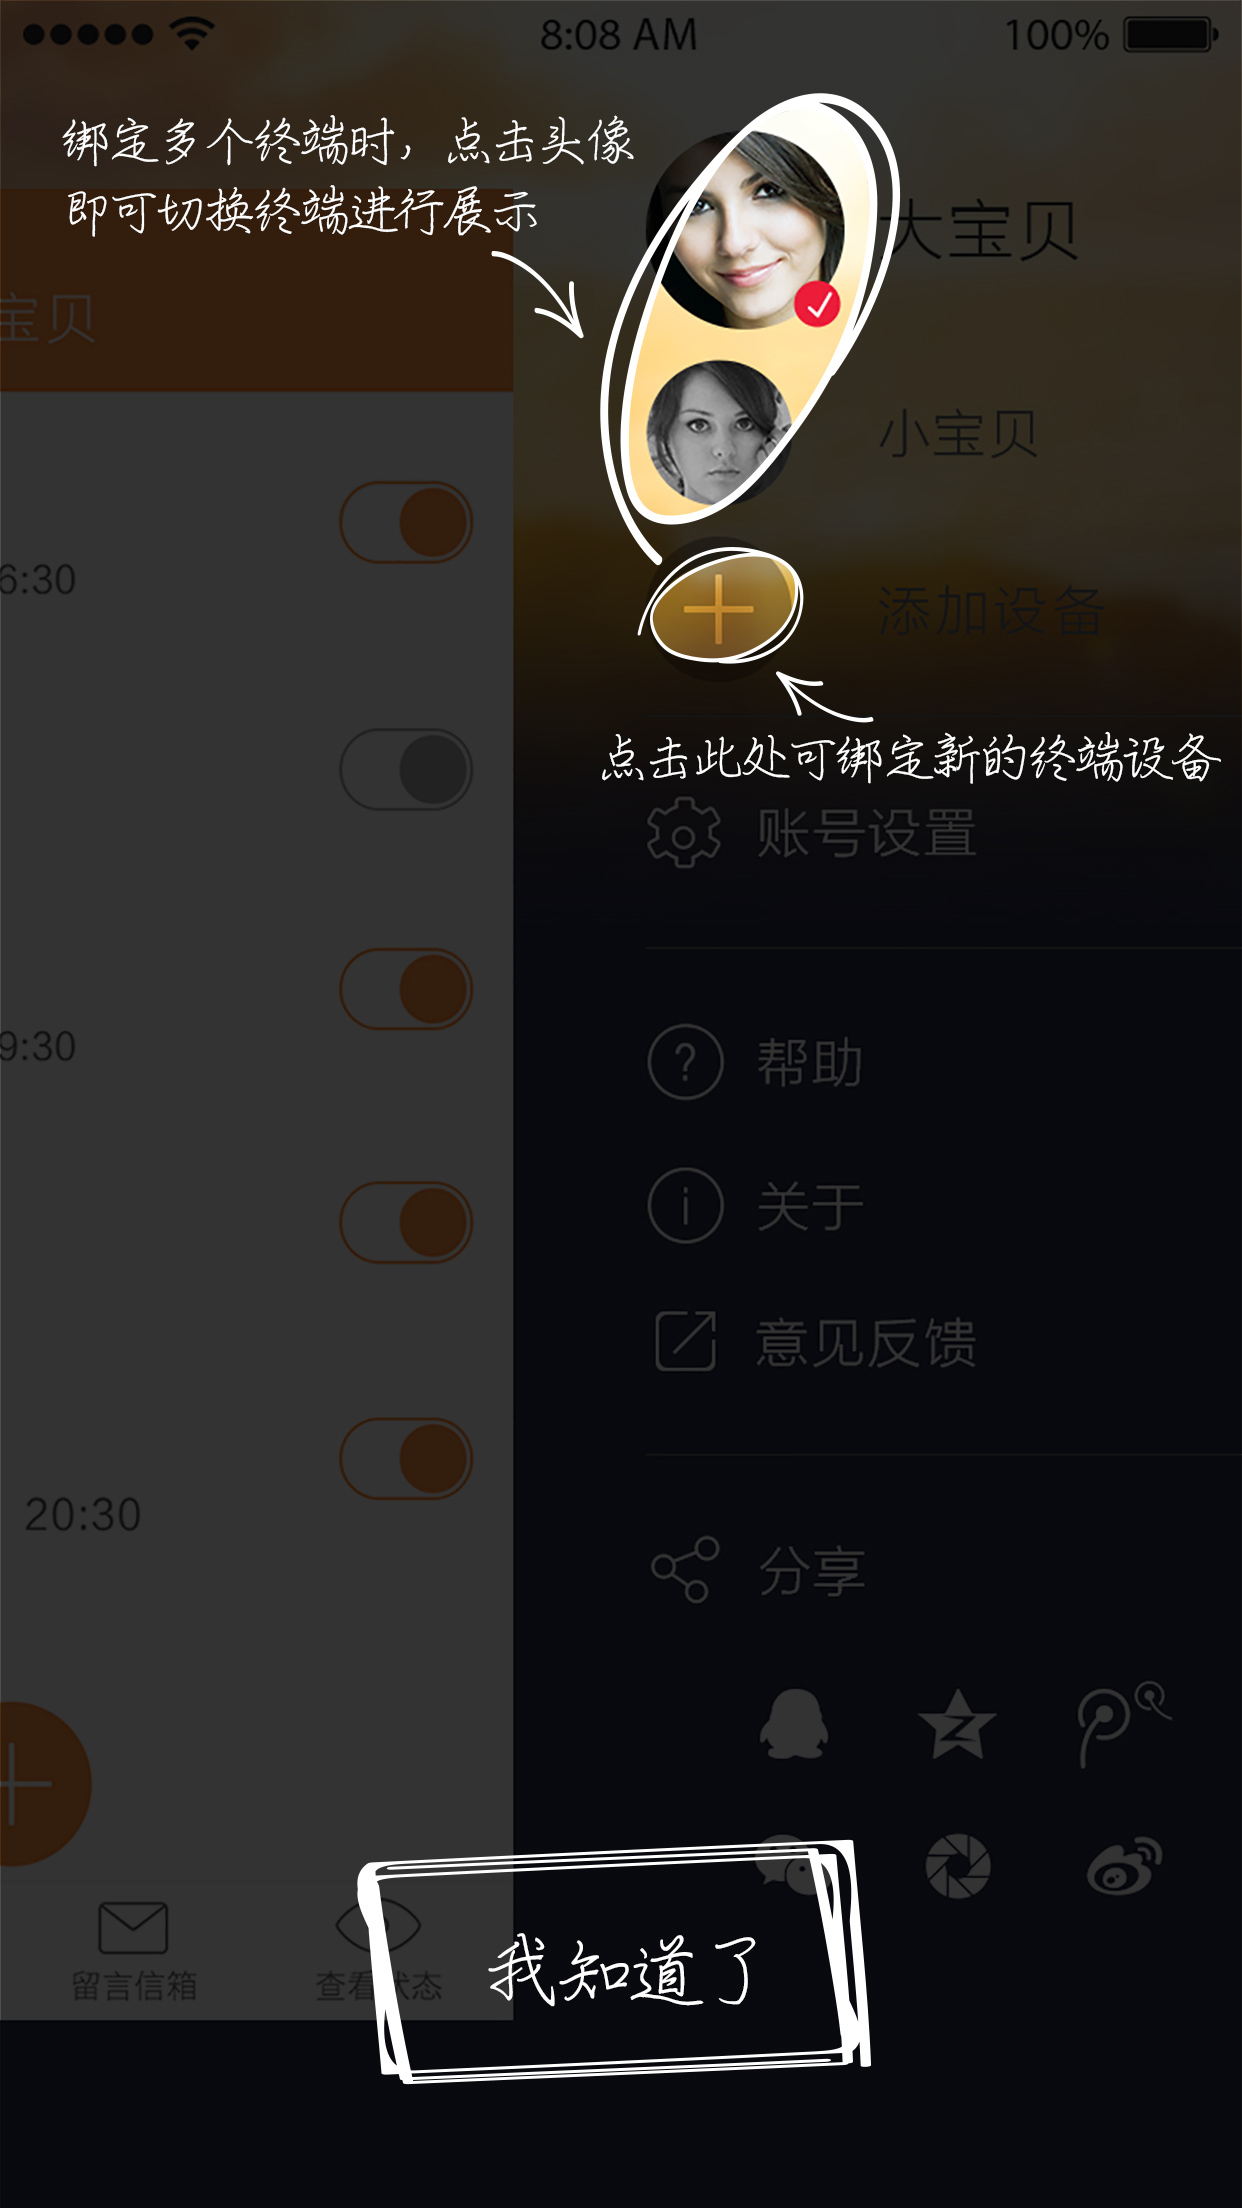 8:08 AM
100%
绑定多个终端时，点击头像
即可切换终端进行展示
大宝贝
宝贝
小宝贝
6:30
添加设备
点击此处可绑定新的终端设备
账号设置
9:30
帮助
关于
意见反馈
20:30
分享
我知道了
留言信箱
查看状态